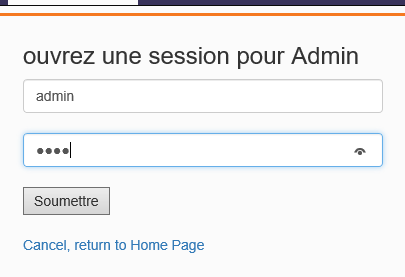 ouvrez une session pour Admin
admin
••••
Soumettre
Cancel, return to Home Page